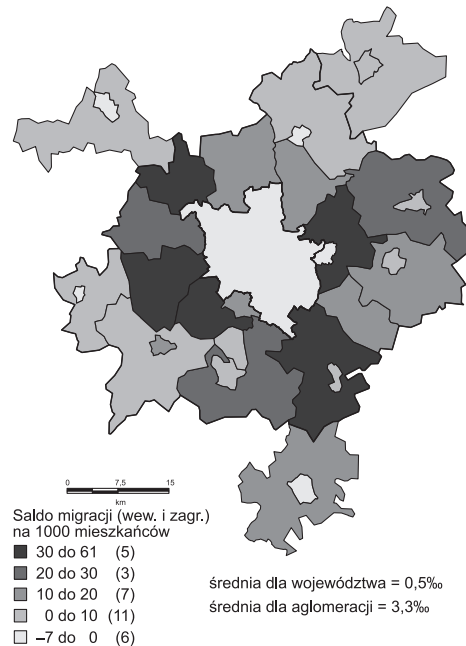 0 7,5 15
km
Saldo migracji (wew. i zagr.)
na 1000 mieszkańców
30 do 61 (5)
20 do 30 (3)
10 do 20 (7)
0 do 10 (11)
–7 do 0 (6)
średnia dla województwa = 0,5‰
średnia dla aglomeracji = 3,3‰